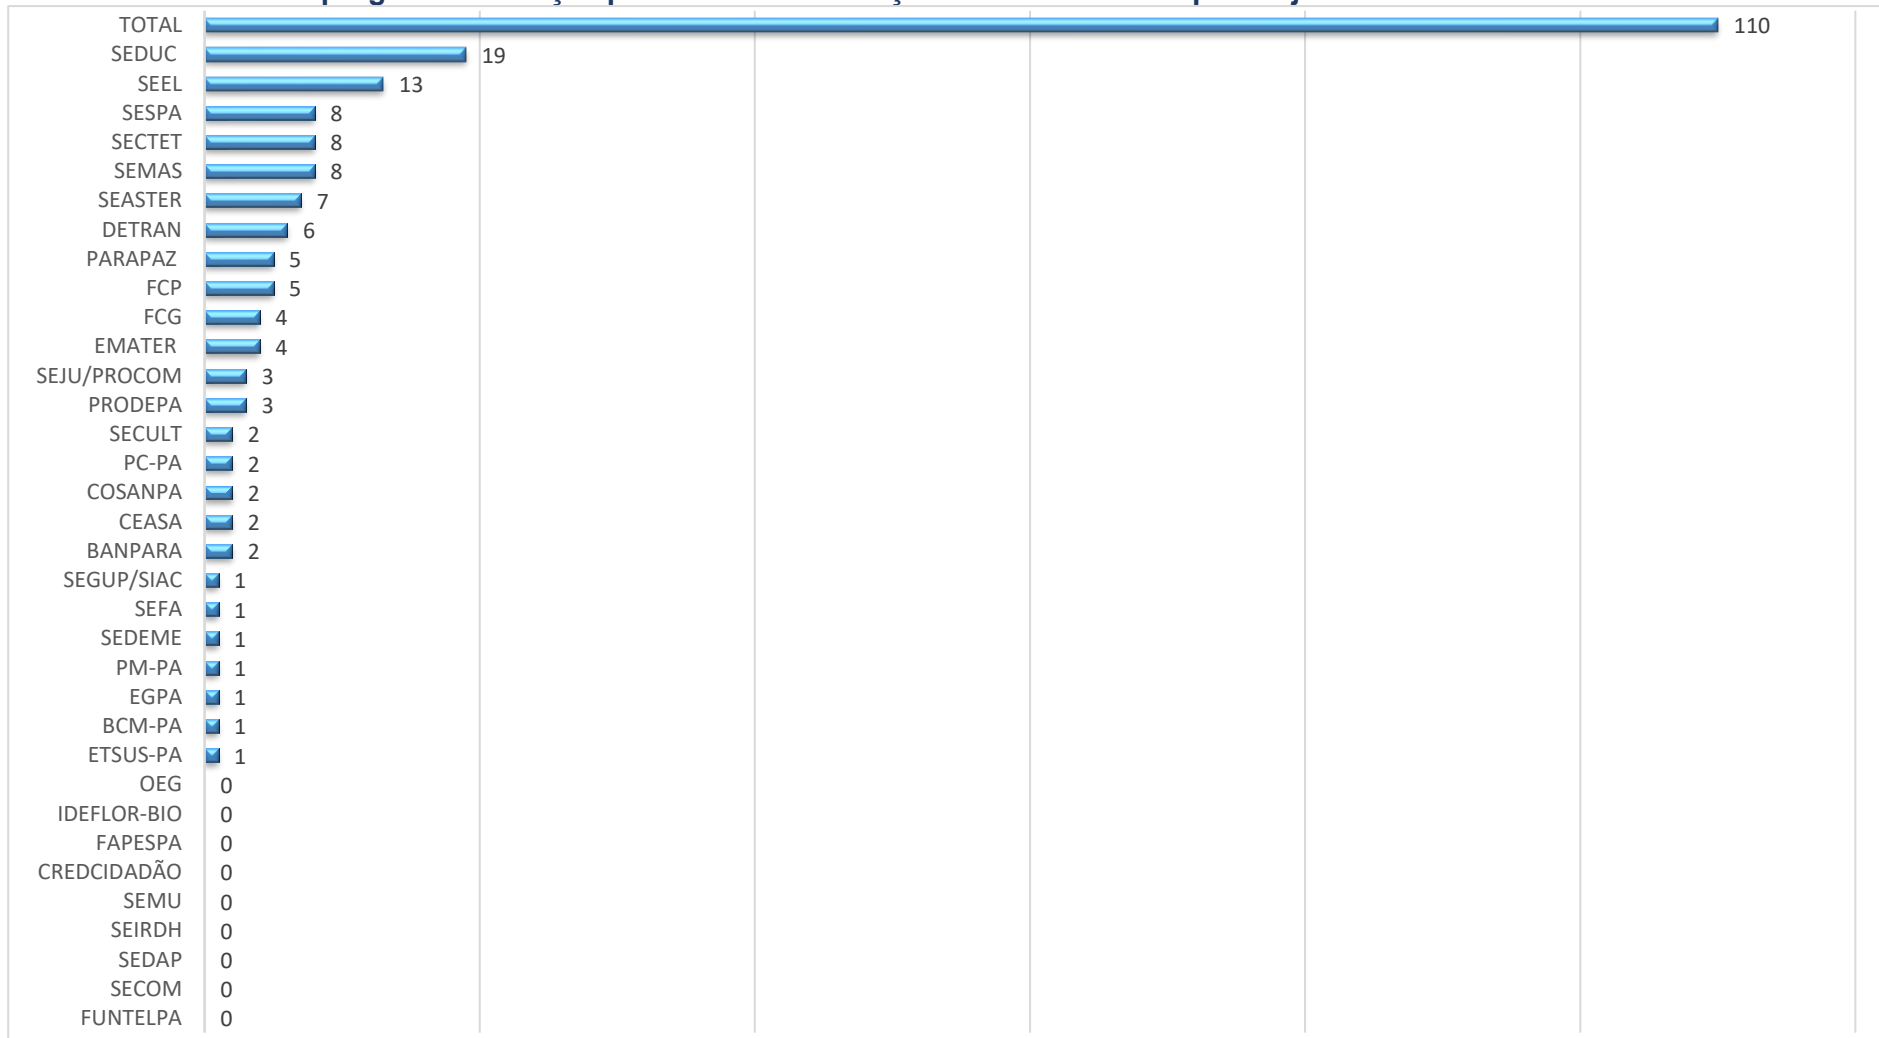 TOTAL 110
SEDUC 19
SEEL 13
SESPA 8
SECTET 8
SEMAS 8
SEASTER 7
DETRAN 6
PARAPAZ 5
FCP 5
FCG 4
EMATER 4
SEJU/PROCOM 3
PRODEPA 3
SECULT 2
PC-PA 2
COSANPA 2
CEASA 2
BANPARA 2
SEGUP/SIAC 1
SEFA 1
SEDEME 1
PM-PA 1
EGPA 1
BCM-PA 1
ETSUS-PA 1
OEG 0
IDEFLOR-BIO 0
FAPESPA 0
CREDCIDADÃO 0
SEMU 0
SEIRDH 0
SEDAP 0
SECOM 0
FUNTELPA 0